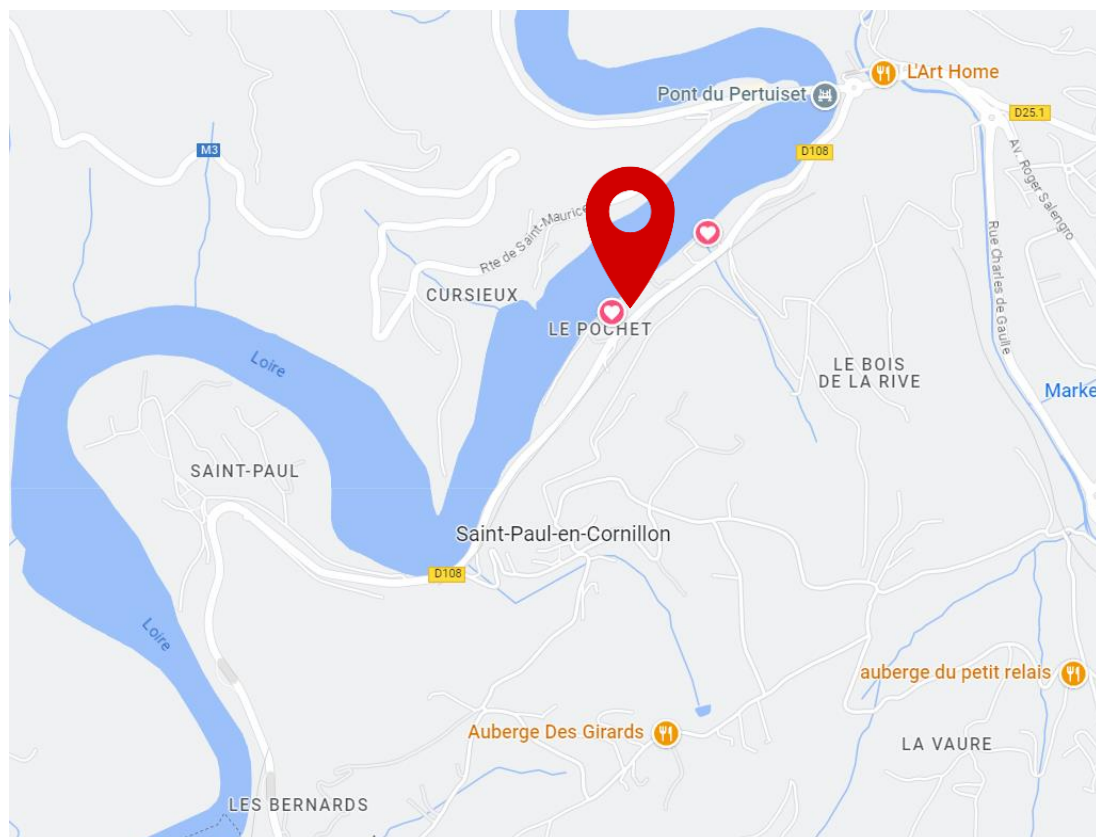 L'Art Home
Pont du Pertuiset
D25.1
M3
D108
Av. Roger Salengro
Rte de Saint-Maurice
Rue Charles de Gaulle
CURSIEUX
LE POCHET
Loire
LE BOIS
DE LA RIVE
Marke
SAINT-PAUL
Saint-Paul-en-Cornillon
D108
Loire
auberge du petit relais
Auberge Des Girards
LA VAURE
LES BERNARDS